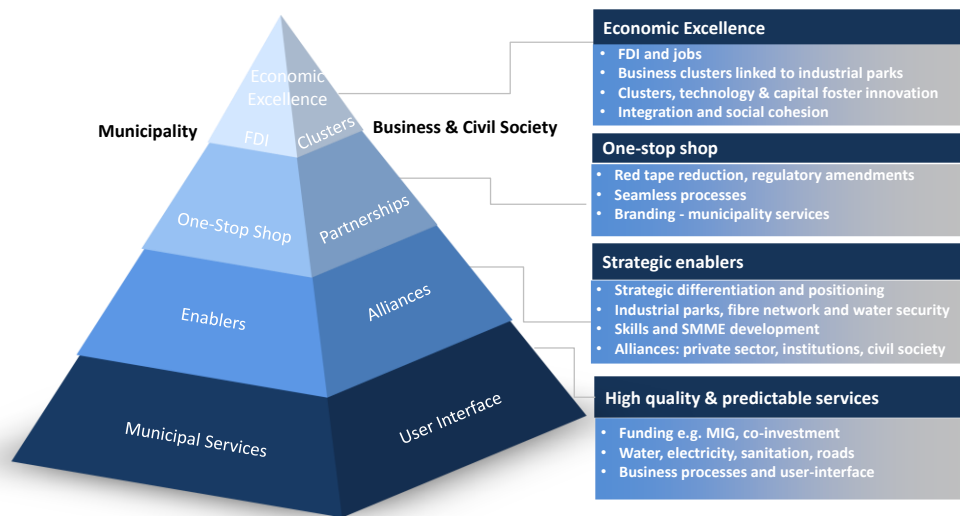 Economic
Excellence
Municipality
Business & Civil Society
FDI
Clusters
One-Stop Shop
Partnerships
Enablers
Alliances
Municipal Services
User Interface
Economic Excellence
• FDI and jobs
• Business clusters linked to industrial parks
• Clusters, technology & capital foster innovation
• Integration and social cohesion
One-stop shop
• Red tape reduction, regulatory amendments
• Seamless processes
• Branding - municipality services
Strategic enablers
• Strategic differentiation and positioning
• Industrial parks, fibre network and water security
• Skills and SMME development
• Alliances: private sector, institutions, civil society
High quality & predictable services
• Funding e.g. MIG, co-investment
• Water, electricity, sanitation, roads
• Business processes and user-interface